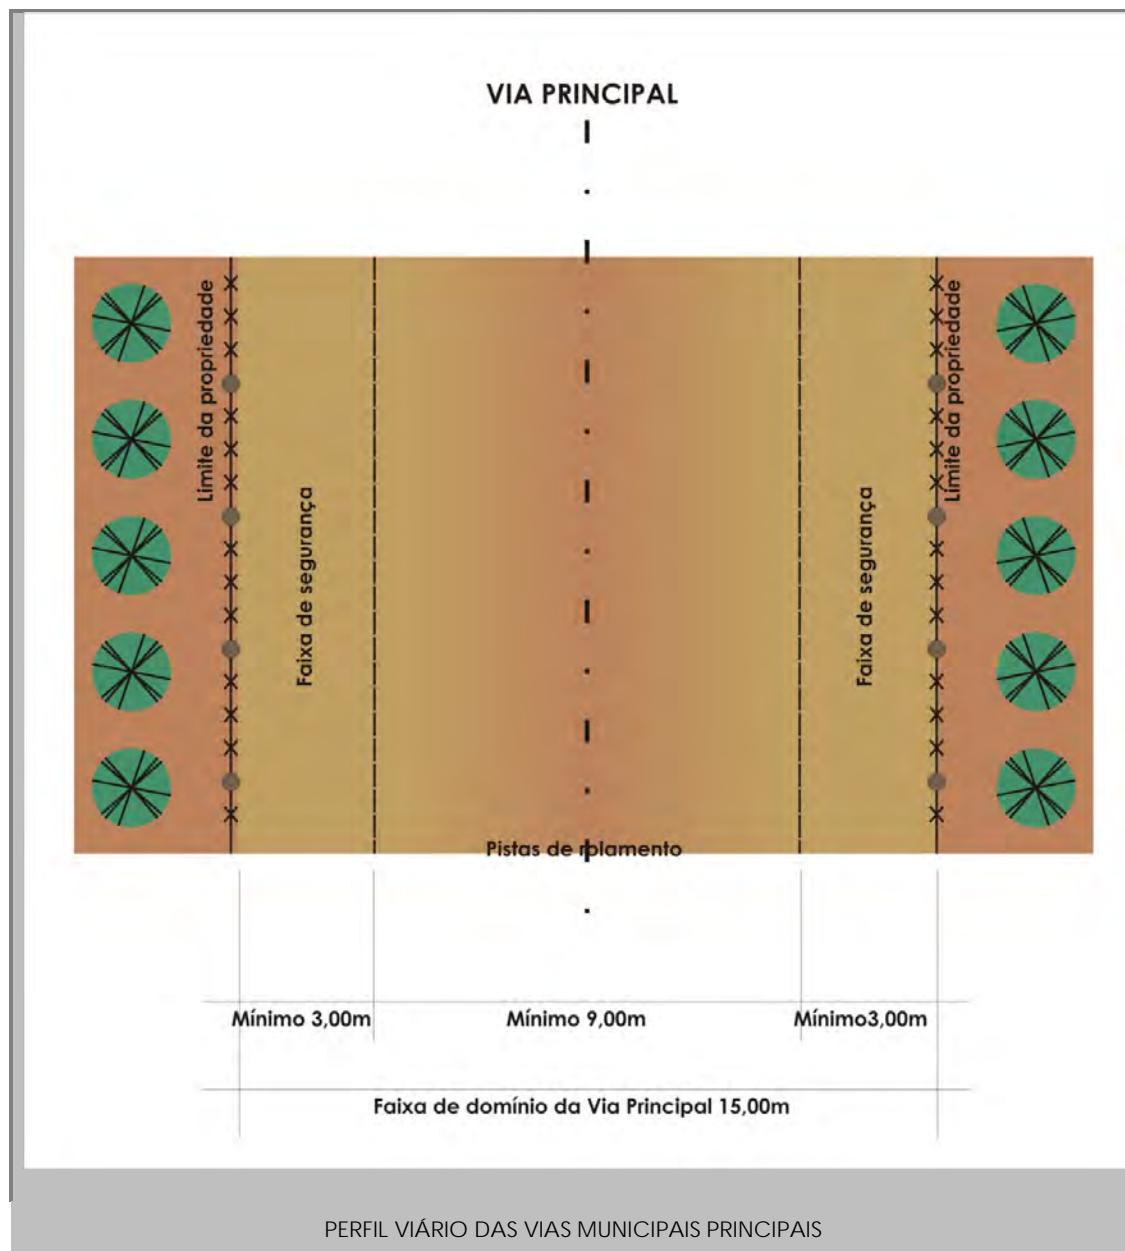 VIA PRINCIPAL
Limite da propriedade
Limite da propriedade
Faixa de segurança
Faixa de segurança
Pistas de rolamento
Mínimo 3,00m
Mínimo 9,00m
Mínimo3,00m
Faixa de domínio da Via Principal 15,00m
PERFIL VIÁRIO DAS VIAS MUNICIPAIS PRINCIPAIS